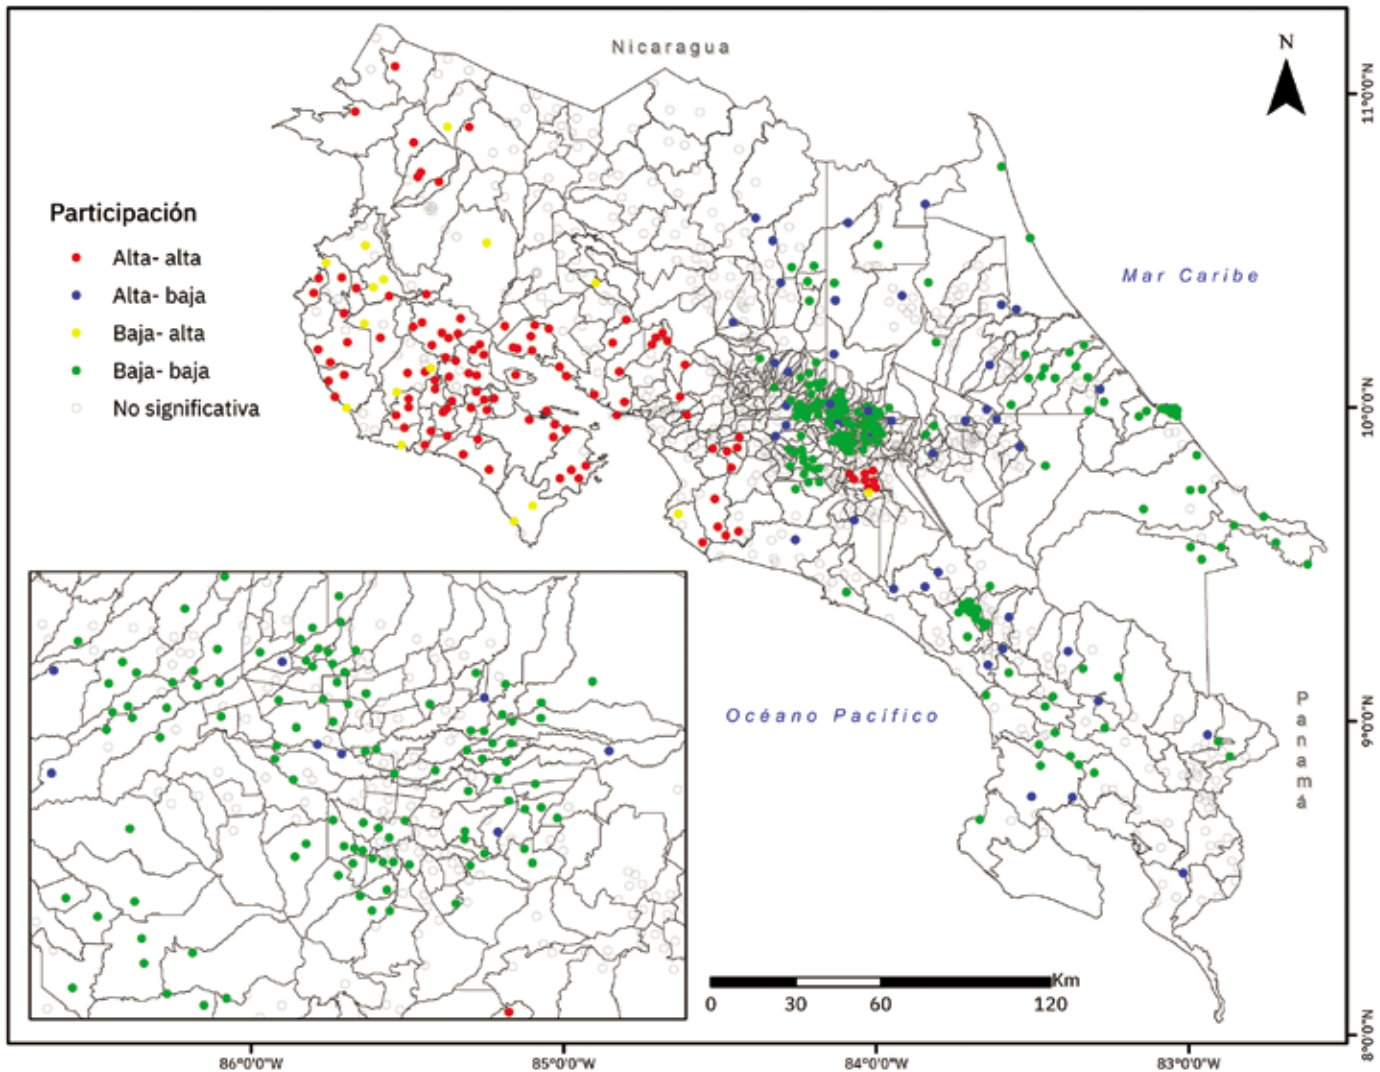 Nicaragua
N
11°0'0"N
Participación
Alta- alta
Alta- baja
Baja- alta
Baja- baja
No significativa
Mar Caribe
10°0'0"N
Océano Pacífico
9°0'0"N
Panamá
Km
0 30 60 120
8°0'0"N
86°0'0"W 85°0'0"W 84°0'0"W 83°0'0"W